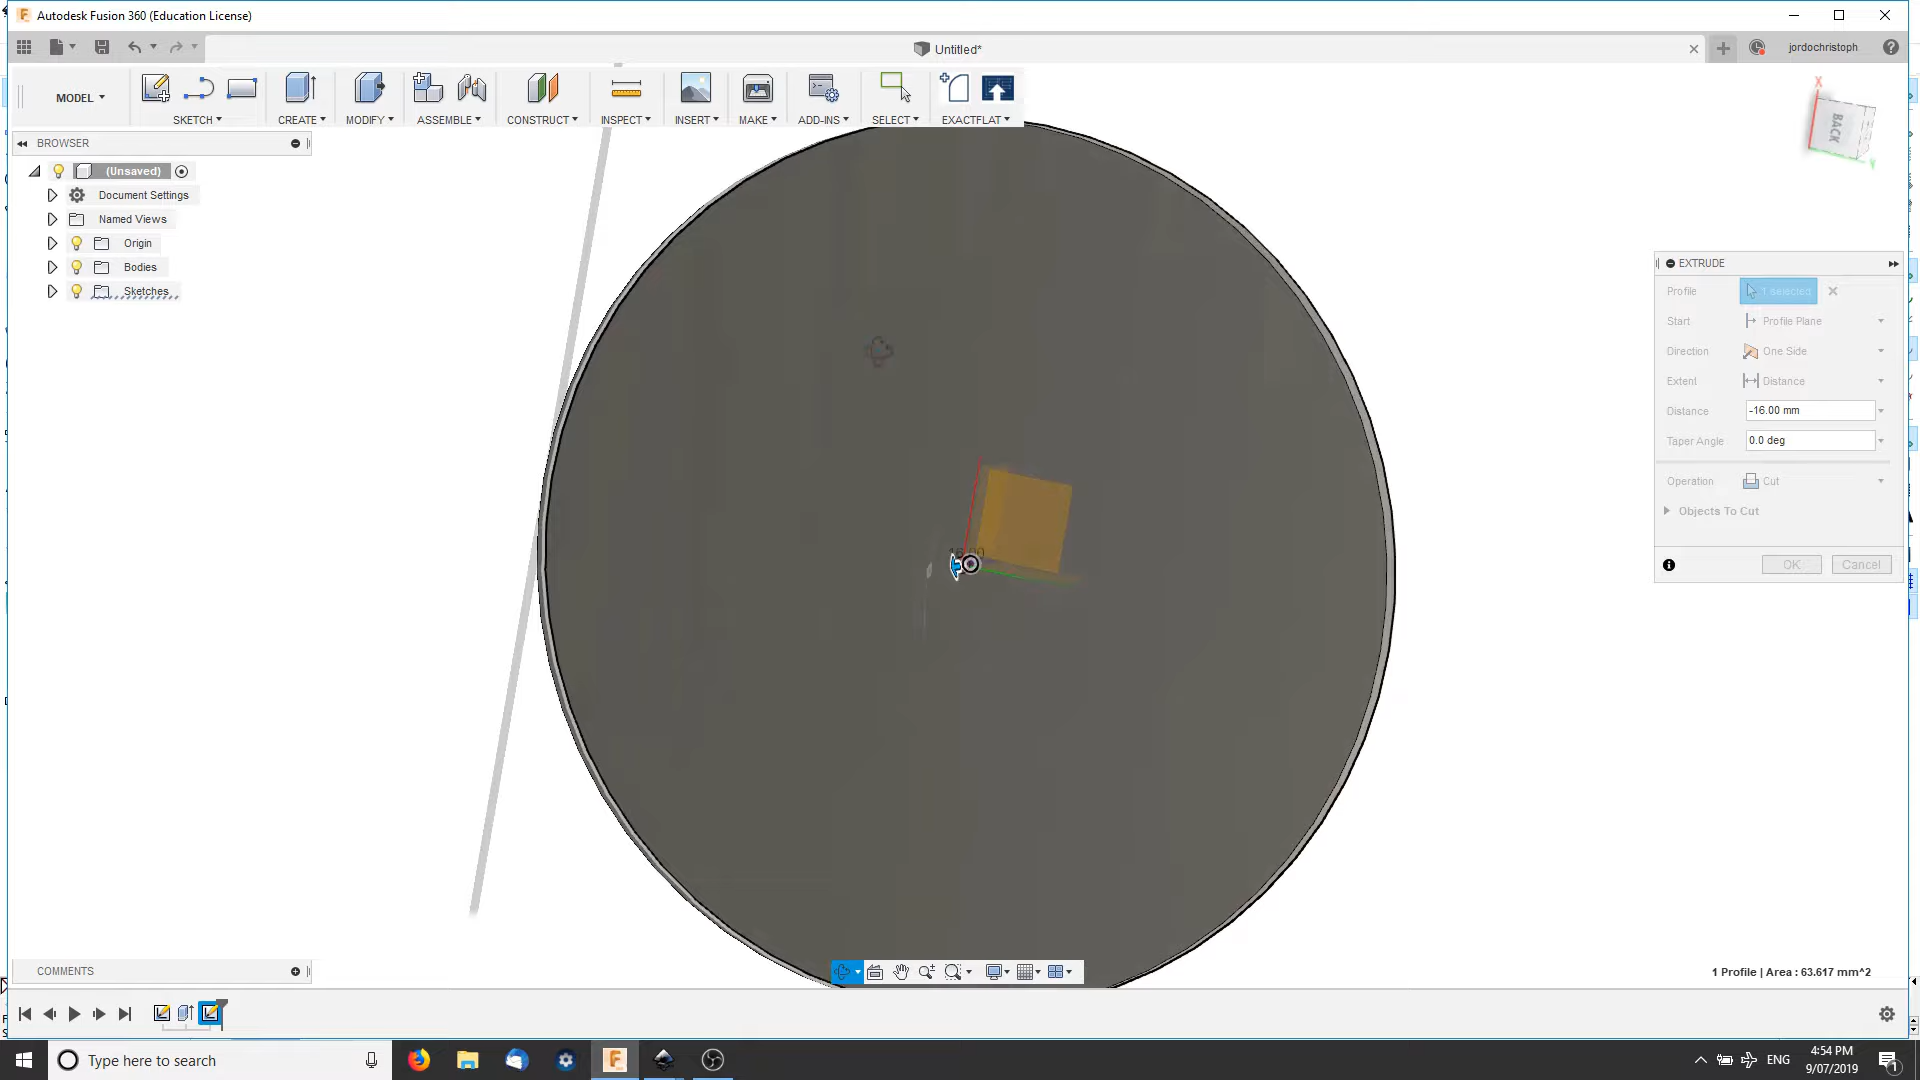 Autodesk Fusion 360 (Education License)
Untitled*
jordochristoph
MODEL
SKETCH
CREATE
MODIFY
ASSEMBLE
CONSTRUCT
INSPECT
INSERT
MAKE
ADD-INS
SELECT
EXACTFLAT
X
BACK
Y
BROWSER
(Unsaved)
Document Settings
Named Views
Origin
Bodies
Sketches
EXTRUDE
Profile 1 selected
Start Profile Plane
Direction One Side
Extent Distance
Distance -16.00 mm
Taper Angle 0.0 deg
Operation Cut
Objects To Cut
OK Cancel
COMMENTS
1 Profile | Area : 63.617 mm^2
Type here to search
ENG
4:54 PM
9/07/2019
1